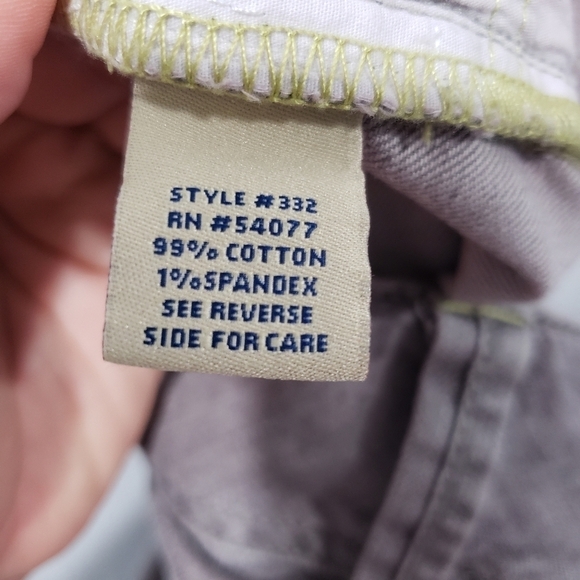 STYLE #332
RN #54077
99% COTTON
1% SPANDEX
SEE REVERSE
SIDE FOR CARE